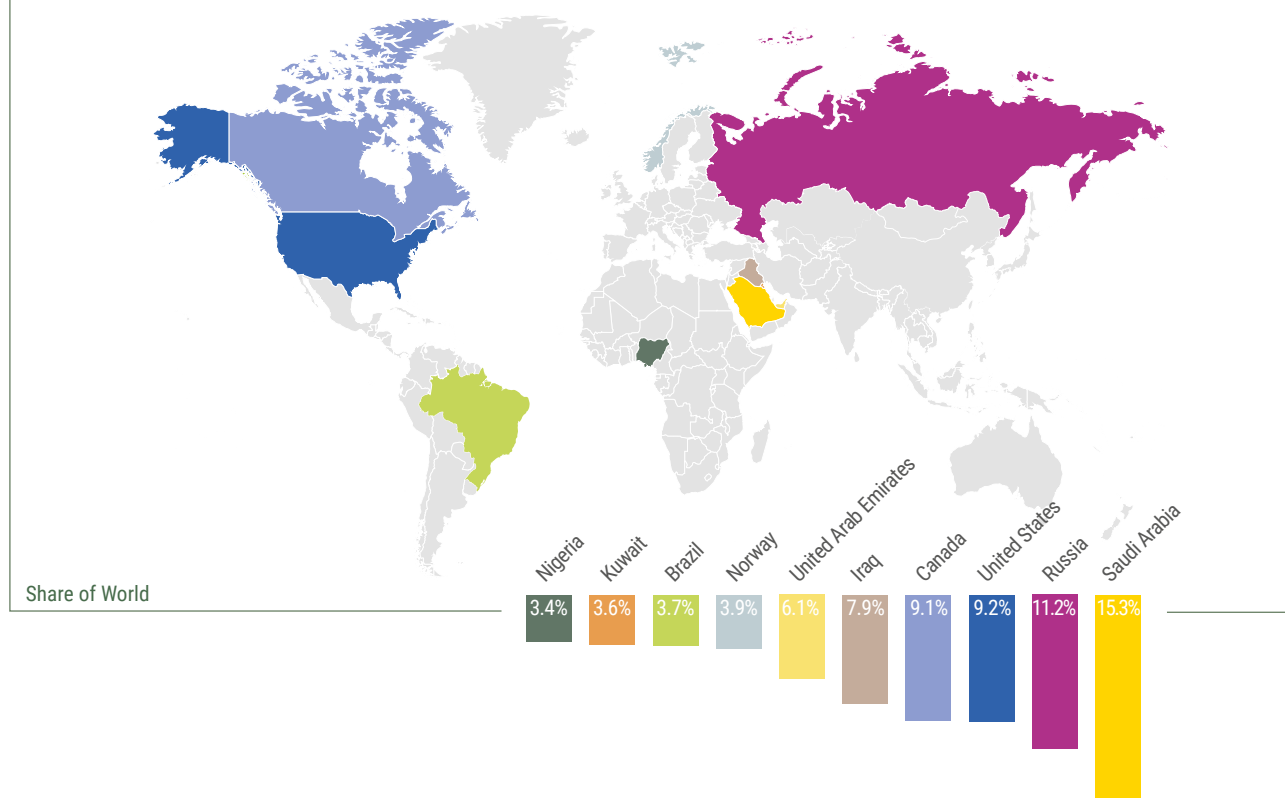 Share of World
Nigeria
Kuwait
Brazil
Norway
United Arab Emirates
Iraq
Canada
United States
Russia
Saudi Arabia
3.4%
3.6%
3.7%
3.9%
6.1%
7.9%
9.1%
9.2%
11.2%
15.3%